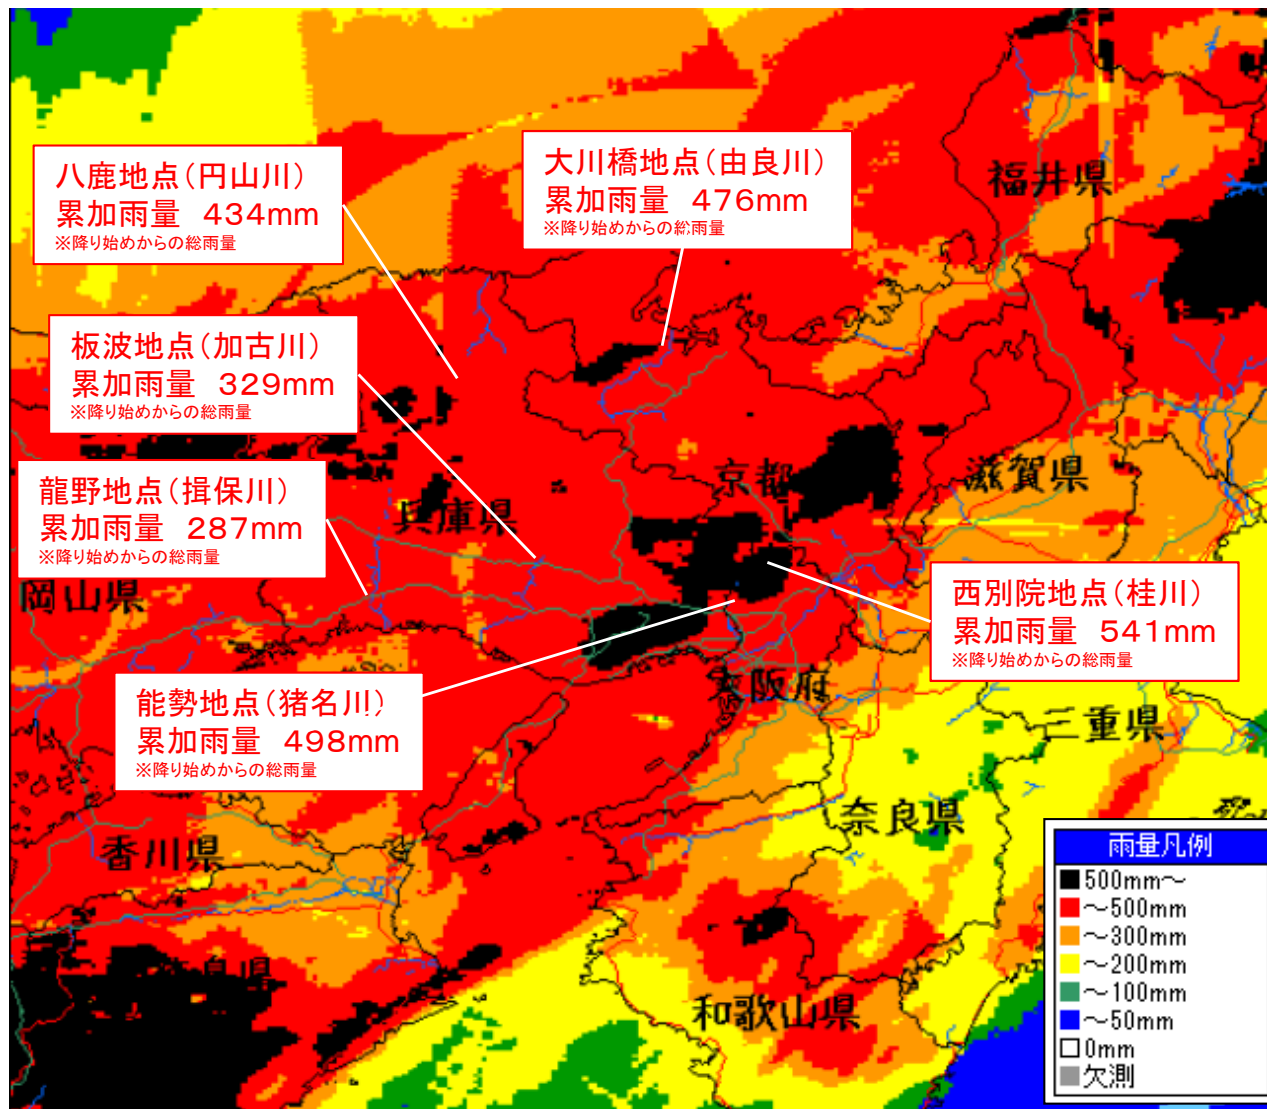 八鹿地点(円山川)
累加雨量 434mm
※降り始めからの総雨量
大川橋地点(由良川)
累加雨量 476mm
※降り始めからの総雨量
福井県
板波地点(加古川)
累加雨量 329mm
※降り始めからの総雨量
京都
滋賀県
龍野地点(揖保川)
累加雨量 287mm
※降り始めからの総雨量
兵庫県
岡山県
西別院地点(桂川)
累加雨量 541mm
※降り始めからの総雨量
能勢地点(猪名川)
累加雨量 498mm
※降り始めからの総雨量
大阪府
三重県
奈良県
香川県
和歌山県
雨量凡例
500mm～
～500mm
～300mm
～200mm
～100mm
～50mm
0mm
欠測